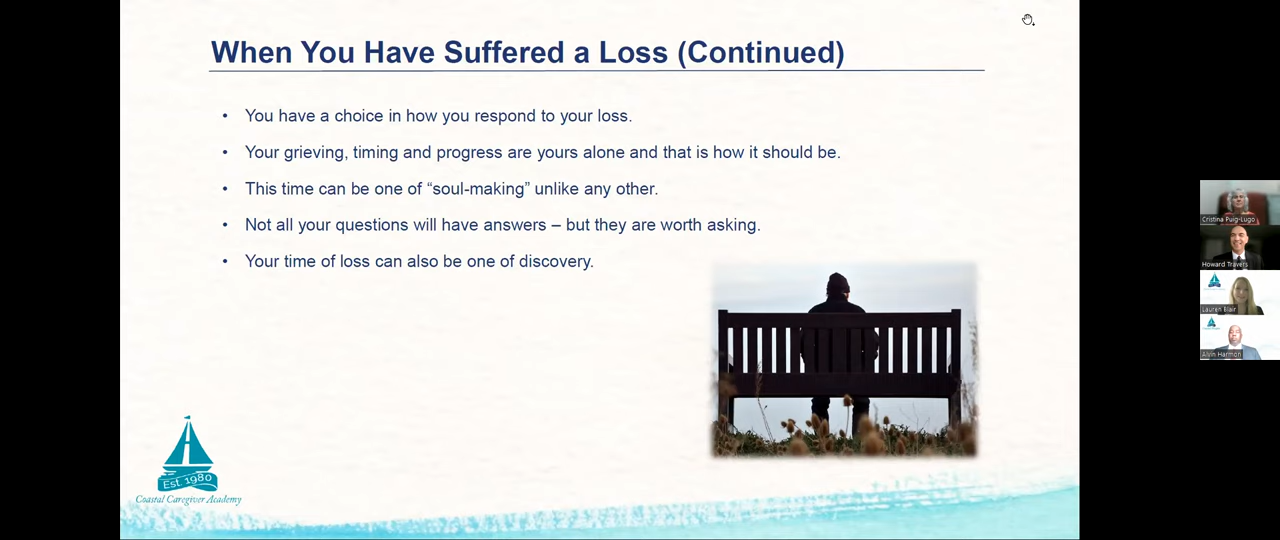 When You Have Suffered a Loss (Continued)
• You have a choice in how you respond to your loss.
• Your grieving, timing and progress are yours alone and that is how it should be.
• This time can be one of “soul-making” unlike any other.
• Not all your questions will have answers – but they are worth asking.
• Your time of loss can also be one of discovery.
Est. 1980
Coastal Caregiver Academy
Cristina Puig-Lugo
Howard Travers
Lauren Blair
Alvin Harmon